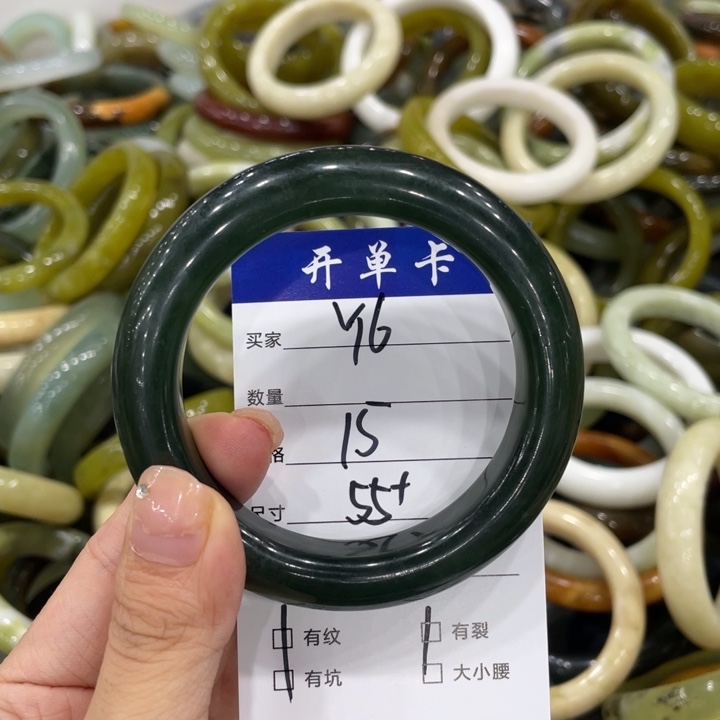 开单卡
买家 46
数量
格 15
尺寸 55+
有纹 有裂
有坑 大小腰